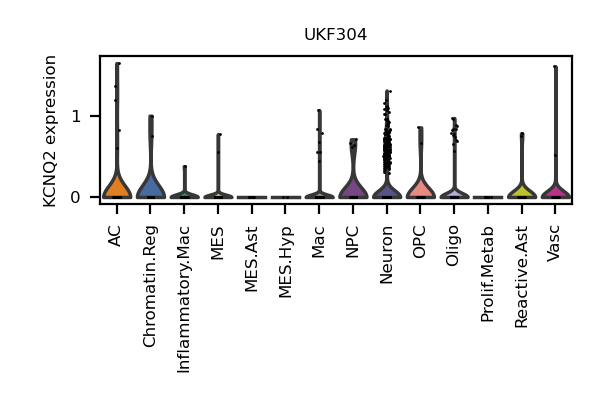 UKF304
KCNQ2 expression
1
0
AC
Chromatin.Reg
Inflammatory.Mac
MES
MES.Ast
MES.Hyp
Mac
NPC
Neuron
OPC
Oligo
Prolif.Metab
Reactive.Ast
Vasc